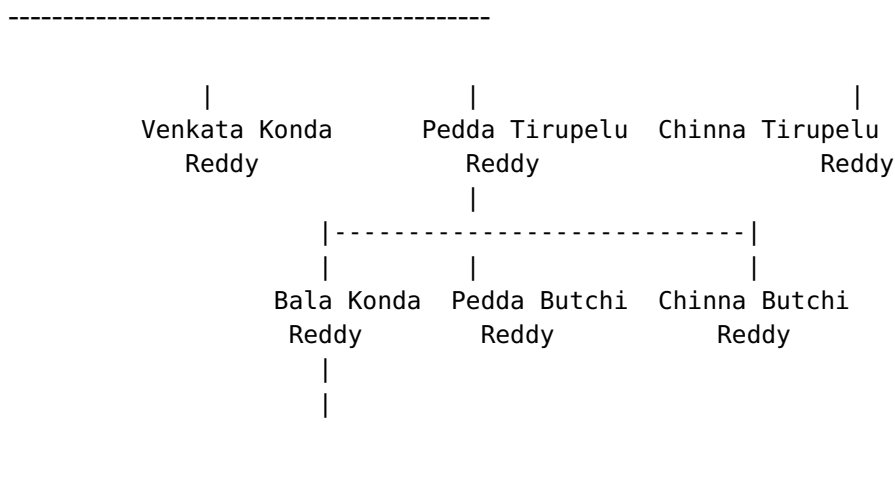 --------------------------------------------
| | |
Venkata Konda Pedda Tirupelu Chinna Tirupelu
Reddy Reddy Reddy
|
|----------------------------|
| | |
Bala Konda Pedda Butchi Chinna Butchi
Reddy Reddy Reddy
|
|